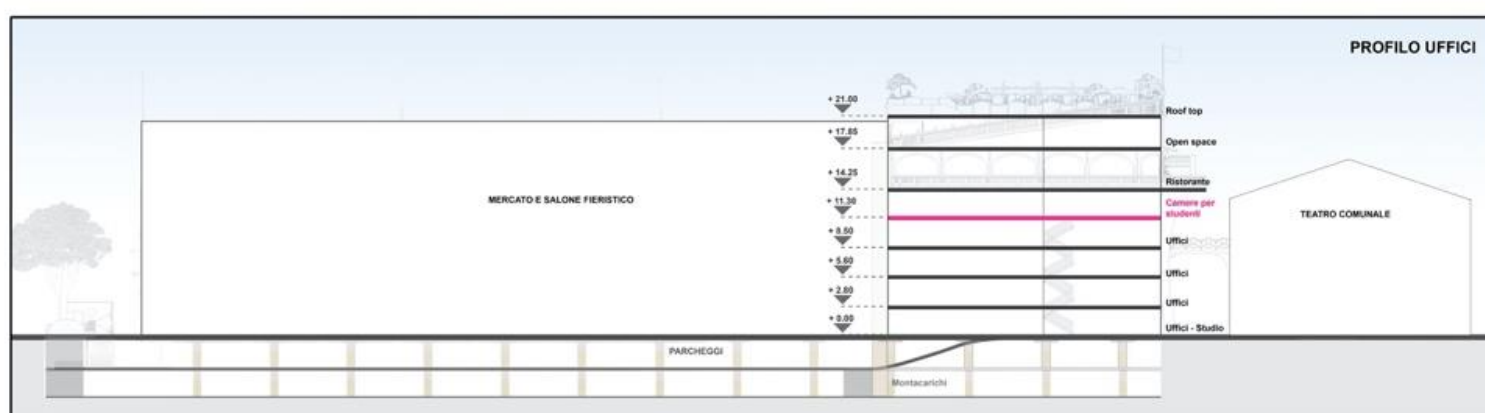 PROFILO UFFICI
+ 21.00
Roof top
+ 17.85
Open space
+ 14.25
Ristorante
MERCATO E SALONE FIERISTICO
+ 11.30
Camere per
studenti
TEATRO COMUNALE
+ 8.50
Uffici
+ 5.60
Uffici
+ 2.80
Uffici
+ 0.00
Uffici - Studio
PARCHEGGI
Montacarichi